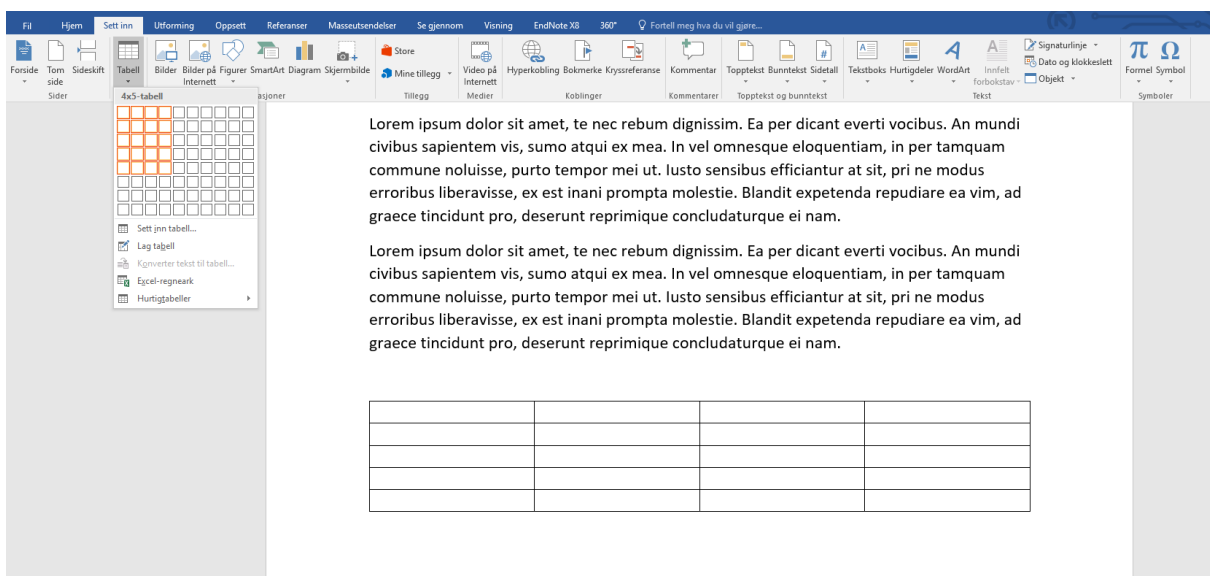 Fil Hjem Sett inn Utforming Oppsett Referanser Masseutsendelser Se gjennom Visning EndNote X8 360° Fortell meg hva du vil gjøre...
Forside Tom side Sideskift Tabell Bilder Bilder på Internett Figurer SmartArt Diagram Skjermbilde Store Mine tillegg Video på Internett Hyperkobling Bokmerke Kryssreferanse Kommentar Topptekst Bunntekst Sidetall Tekstboks Hurtigdeler WordArt Innfelt forbokstav Signaturlinje Dato og klokkeslett Objekt Formel Symbol
Sider asjoner Tillegg Medier Koblinger Kommentarer Topptekst og bunntekst Tekst Symboler
4x5-tabell
Sett inn tabell...
Lag tabell
Konverter tekst til tabell...
Excel-regneark
Hurtigtabeller
Lorem ipsum dolor sit amet, te nec rebum dignissim. Ea per dicant everti vocibus. An mundi
civibus sapientem vis, sumo atqui ex mea. In vel omnesque eloquentiam, in per tamquam
commune noluisse, purto tempor mei ut. Iusto sensibus efficiantur at sit, pri ne modus
erroribus liberavisse, ex est inani prompta molestie. Blandit expetenda repudiare ea vim, ad
graece tincidunt pro, deserunt reprimique concludaturque ei nam.
Lorem ipsum dolor sit amet, te nec rebum dignissim. Ea per dicant everti vocibus. An mundi
civibus sapientem vis, sumo atqui ex mea. In vel omnesque eloquentiam, in per tamquam
commune noluisse, purto tempor mei ut. Iusto sensibus efficiantur at sit, pri ne modus
erroribus liberavisse, ex est inani prompta molestie. Blandit expetenda repudiare ea vim, ad
graece tincidunt pro, deserunt reprimique concludaturque ei nam.